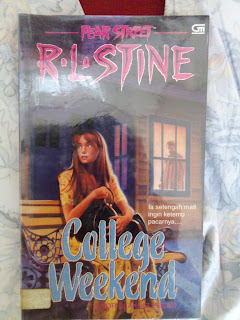 FEAR STREET
R•L•STINE
Ia setengah mati
ingin ketemu
pacarnya....
College
Weekend